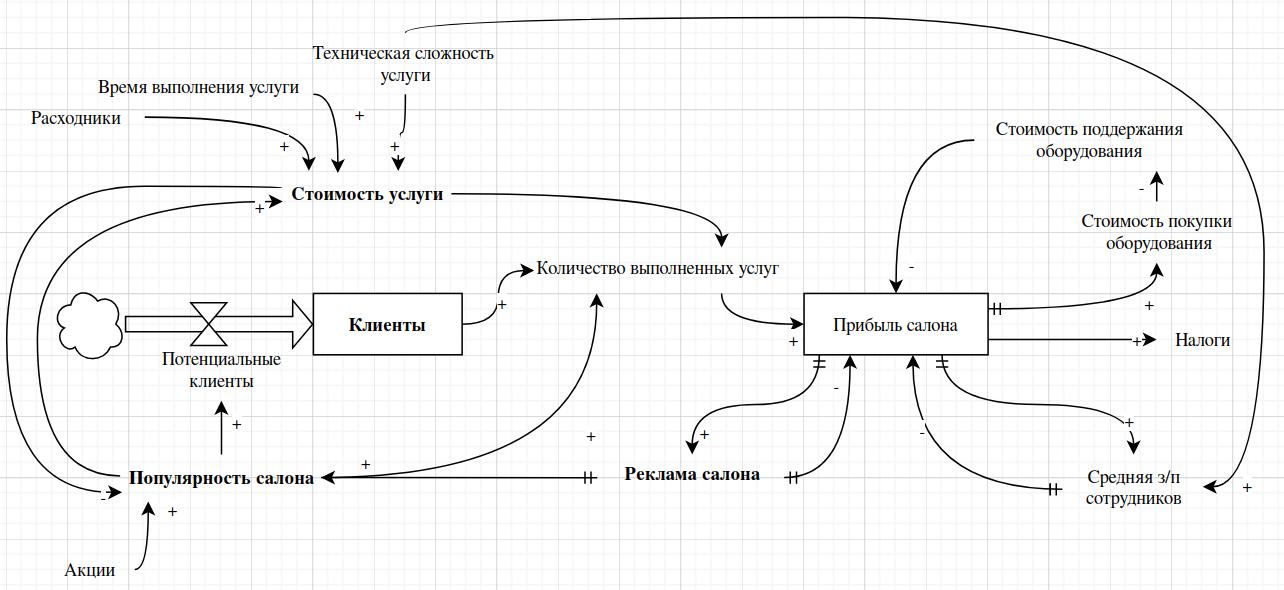 Техническая сложность
услуги
Время выполнения услуги
+
Расходники
+
+
Стоимость поддержания
оборудования
-
Стоимость услуги
+
Стоимость покупки
оборудования
Количество выполненных услуг
-
+
+
Клиенты
Прибыль салона
+
+
Налоги
Потенциальные
клиенты
-
+
+
-
+
+
+
Популярность салона
Реклама салона
Средняя з/п
сотрудников
+
-
+
Акции